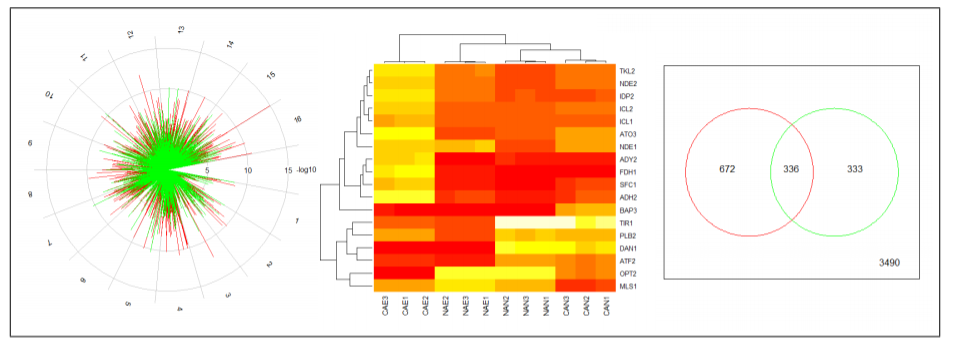 13
12
14
11
15
10
16
9
5
10
15
-log10
8
1
7
2
6
3
5
4
TKL2
NDE2
IDP2
ICL2
ICL1
ATO3
NDE1
ADY2
FDH1
SFC1
ADH2
BAP3
TIR1
PLB2
DAN1
ATF2
OPT2
MLS1
CAE3 CAE1 CAE2 NAE2 NAE3 NAE1 NAN2 NAN3 NAN1 CAN3 CAN2 CAN1
672 336 333
3490